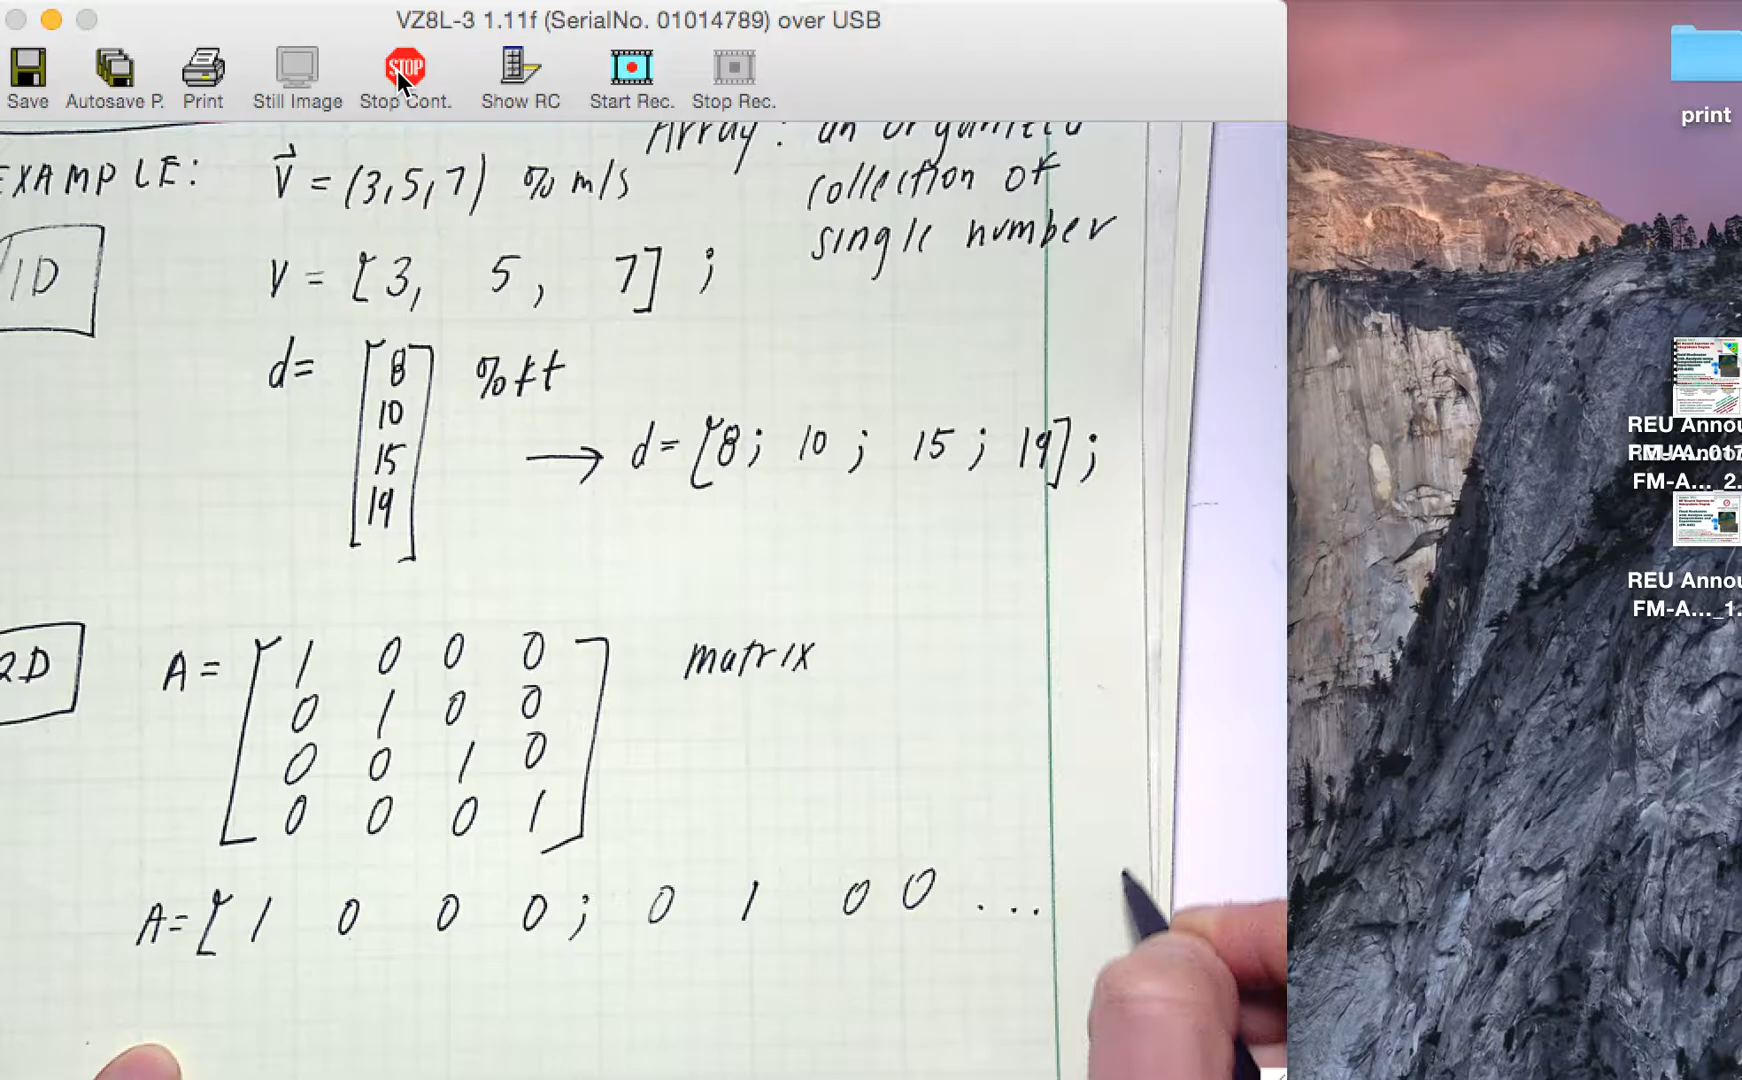 VZ8L-3 1.11f (SerialNo. 01014789) over USB
Save Autosave P. Print Still Image Stop Cont. Show RC Start Rec. Stop Rec.
STOP
print
Array : an organized
EXAMPLE: V = (3,5,7) % m/s
collection of
single number
1D
V = [3, 5, 7] ;
d= [8 % ft
10
15
19]
→ d= [8; 10 ; 15 ; 19];
2D
A = [1 0 0 0 matrix
0 1 0 0
0 0 1 0
0 0 0 1]
A= [ 1 0 0 0 ; 0 1 0 0 ...
REU Annou
FM-A... _2.
REU Annou
FM-A... _1.